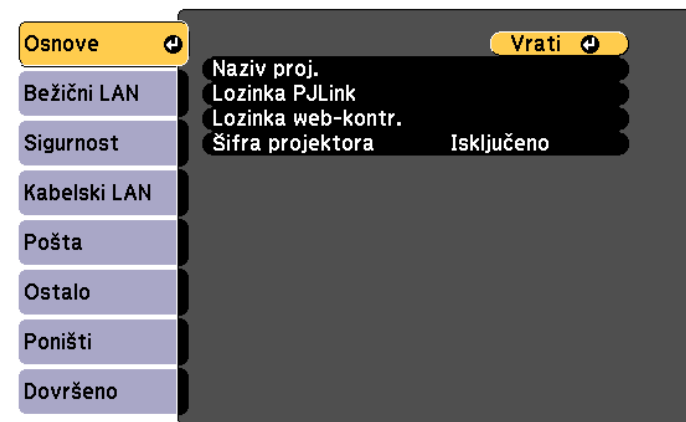 Osnove
Bežični LAN
Sigurnost
Kabelski LAN
Pošta
Ostalo
Poništi
Dovršeno
Vrati
Naziv proj.
Lozinka PJLink
Lozinka web-kontr.
Šifra projektora Isključeno